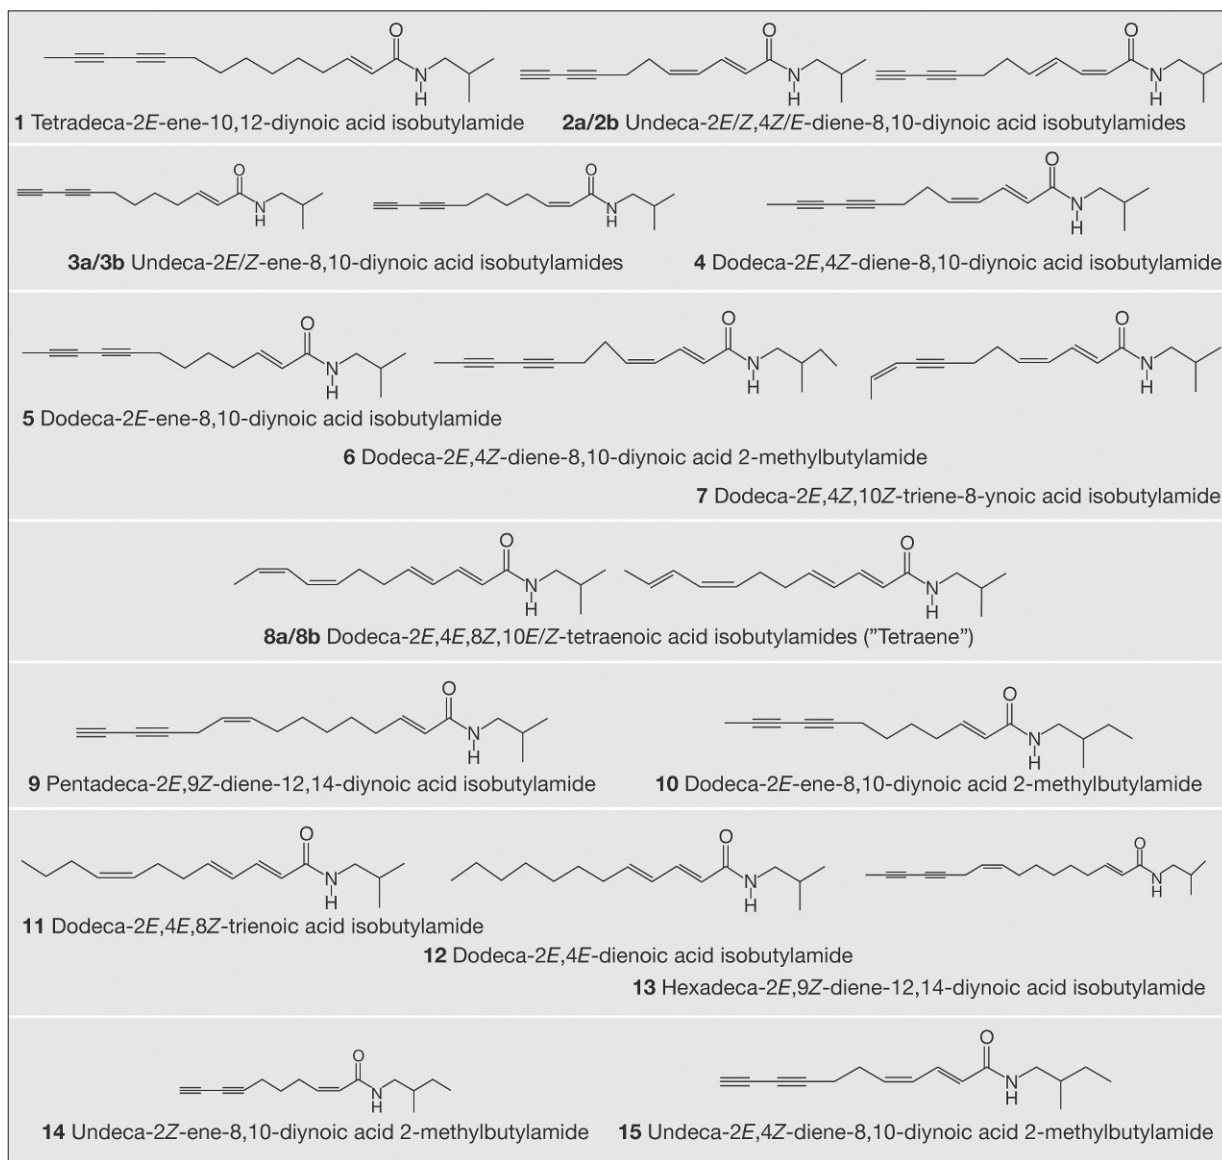 O
N
H
O
N
H
O
N
H
1 Tetradeca-2E-ene-10,12-diynoic acid isobutylamide
2a/2b Undeca-2E/Z,4Z/E-diene-8,10-diynoic acid isobutylamides
O
N
H
O
N
H
O
N
H
3a/3b Undeca-2E/Z-ene-8,10-diynoic acid isobutylamides
4 Dodeca-2E,4Z-diene-8,10-diynoic acid isobutylamide
O
N
H
O
N
H
O
N
H
5 Dodeca-2E-ene-8,10-diynoic acid isobutylamide
6 Dodeca-2E,4Z-diene-8,10-diynoic acid 2-methylbutylamide
7 Dodeca-2E,4Z,10Z-triene-8-ynoic acid isobutylamide
O
N
H
O
N
H
8a/8b Dodeca-2E,4E,8Z,10E/Z-tetraenoic acid isobutylamides (”Tetraene”)
O
N
H
O
N
H
9 Pentadeca-2E,9Z-diene-12,14-diynoic acid isobutylamide
10 Dodeca-2E-ene-8,10-diynoic acid 2-methylbutylamide
O
N
H
O
N
H
O
N
H
11 Dodeca-2E,4E,8Z-trienoic acid isobutylamide
12 Dodeca-2E,4E-dienoic acid isobutylamide
13 Hexadeca-2E,9Z-diene-12,14-diynoic acid isobutylamide
O
N
H
O
N
H
14 Undeca-2Z-ene-8,10-diynoic acid 2-methylbutylamide
15 Undeca-2E,4Z-diene-8,10-diynoic acid 2-methylbutylamide